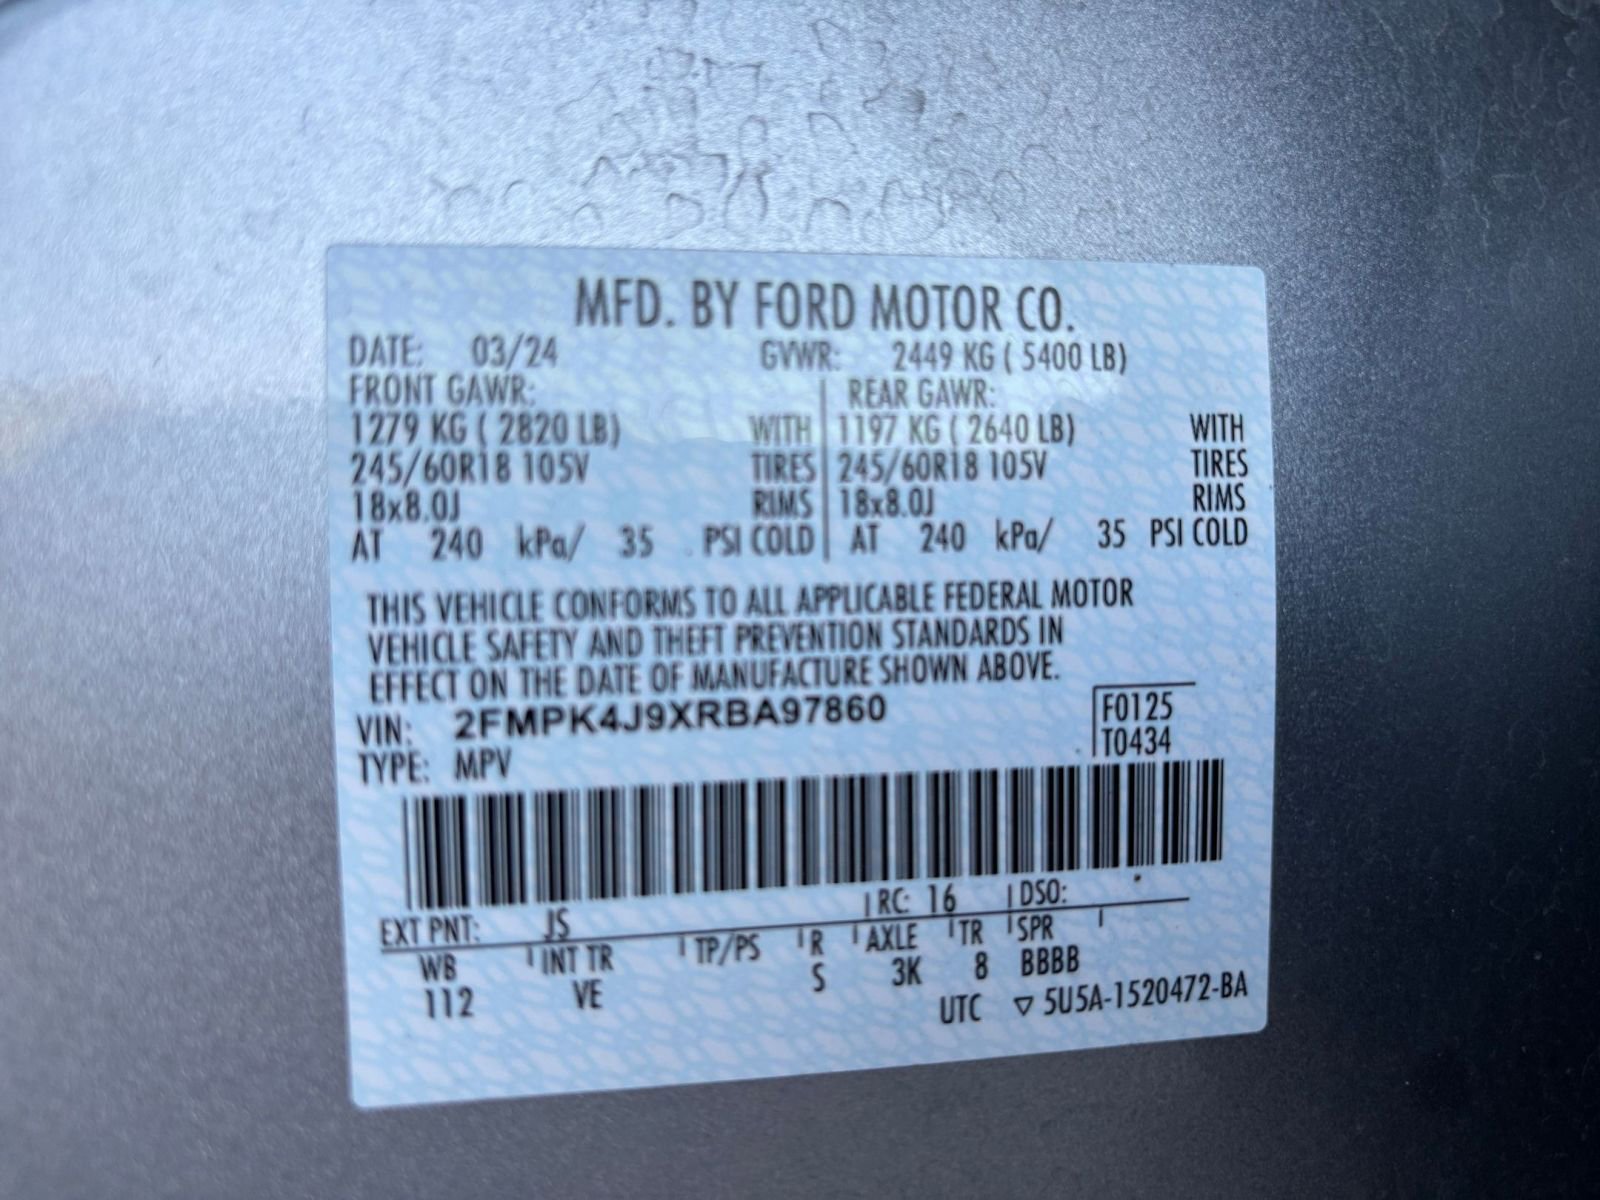 MFD. BY FORD MOTOR CO.
DATE: 03/24 GVWR: 2449 KG ( 5400 LB)
FRONT GAWR: REAR GAWR:
1279 KG ( 2820 LB) WITH 1197 KG ( 2640 LB) WITH
245/60R18 105V TIRES 245/60R18 105V TIRES
18x8.0J RIMS 18x8.0J RIMS
AT 240 kPa/ 35 PSI COLD AT 240 kPa/ 35 PSI COLD
THIS VEHICLE CONFORMS TO ALL APPLICABLE FEDERAL MOTOR
VEHICLE SAFETY AND THEFT PREVENTION STANDARDS IN
EFFECT ON THE DATE OF MANUFACTURE SHOWN ABOVE.
VIN: 2FMPK4J9XRBA97860 F0125
TYPE: MPV T0434
EXT PNT: JS RC: 16 DSO:
WB INT TR TP/PS R AXLE TR SPR
112 VE S 3K 8 BBBB
UTC ▽ 5U5A-1520472-BA